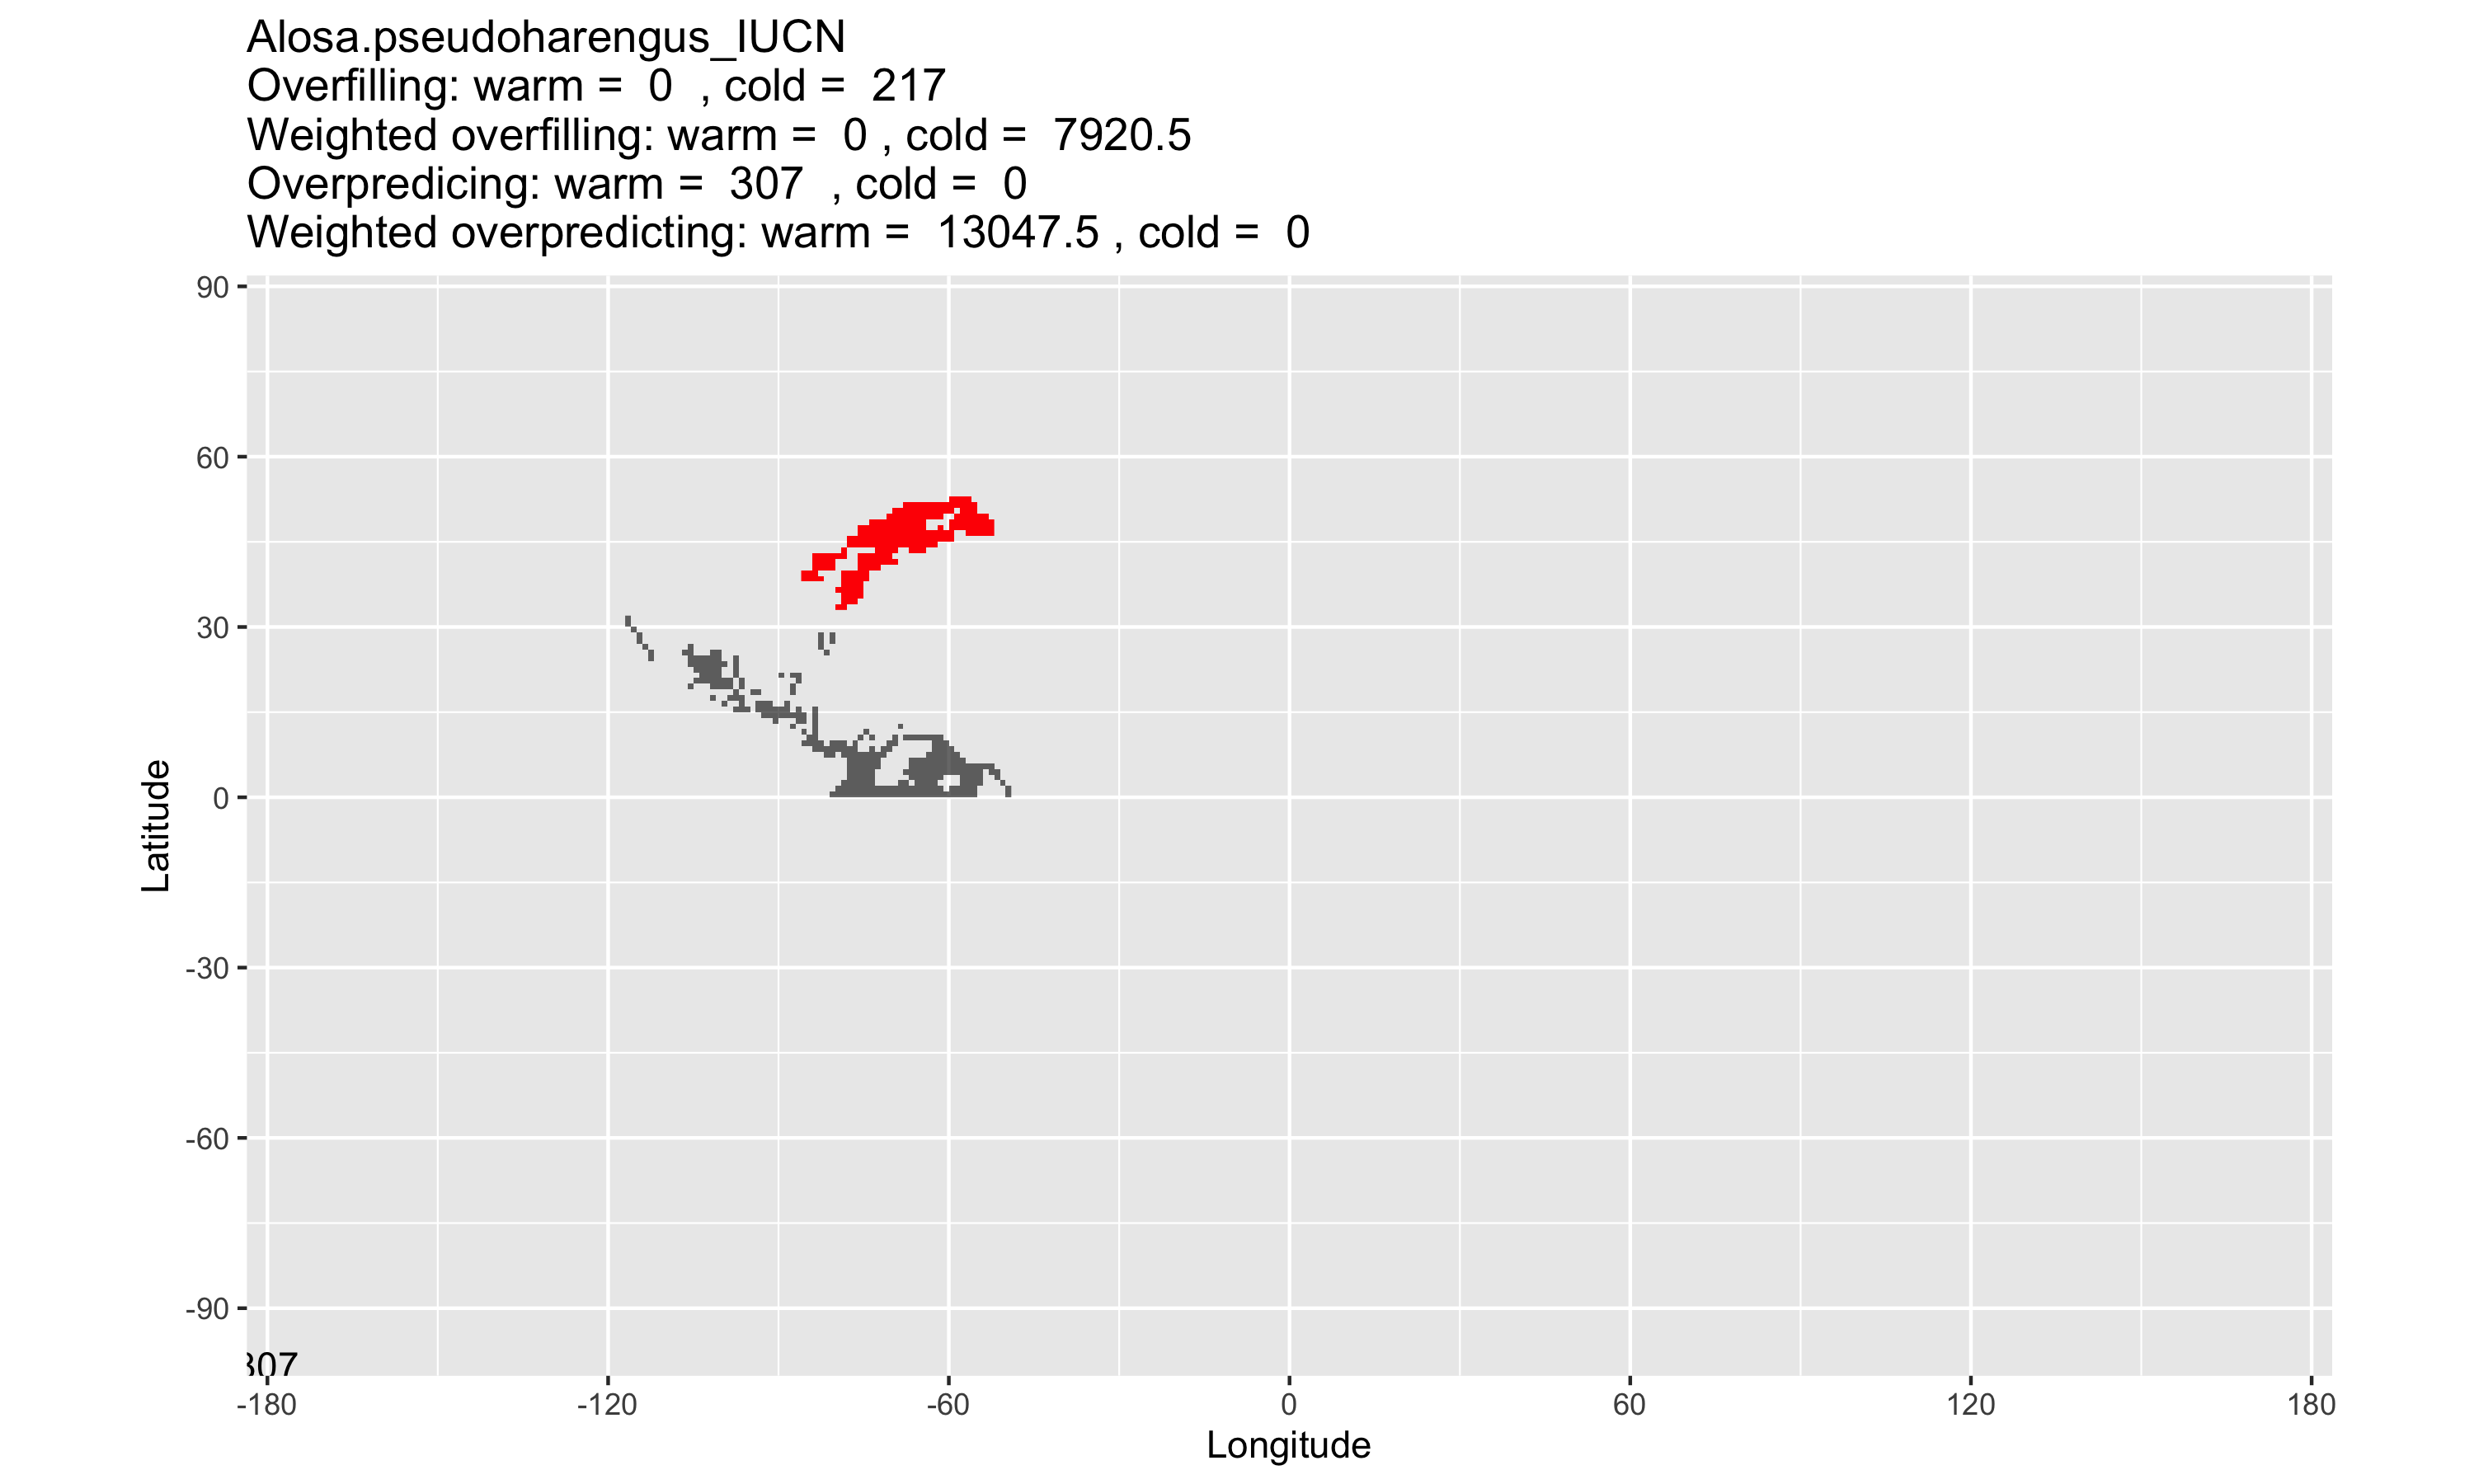 Alosa.pseudoharengus_IUCN
Overfilling: warm = 0 , cold = 217
Weighted overfilling: warm = 0 , cold = 7920.5
Overpredicing: warm = 307 , cold = 0
Weighted overpredicting: warm = 13047.5 , cold = 0
90
60
30
0
-30
-60
-90
Latitude
307
-180 -120 -60 0 60 120 180
Longitude